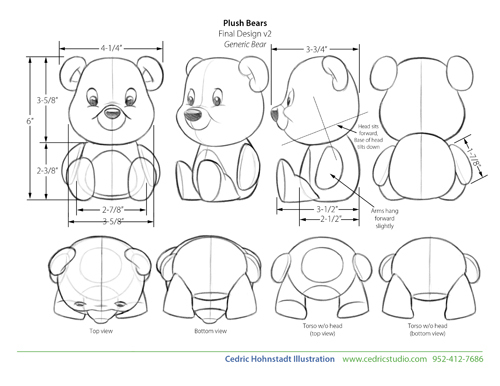 Plush Bears
Final Design v2
Generic Bear
4-1/4"
3-3/4"
3-5/8"
6"
2-3/8"
2-7/8"
3-5/8"
Head sits
forward,
Base of head
tilts down
1-7/8"
3-1/2"
2-1/2"
Arms hang
forward
slightly
Top view
Bottom view
Torso w/o head
(top view)
Torso w/o head
(bottom view)
Cedric Hohnstadt Illustration www.cedricstudio.com 952-412-7686